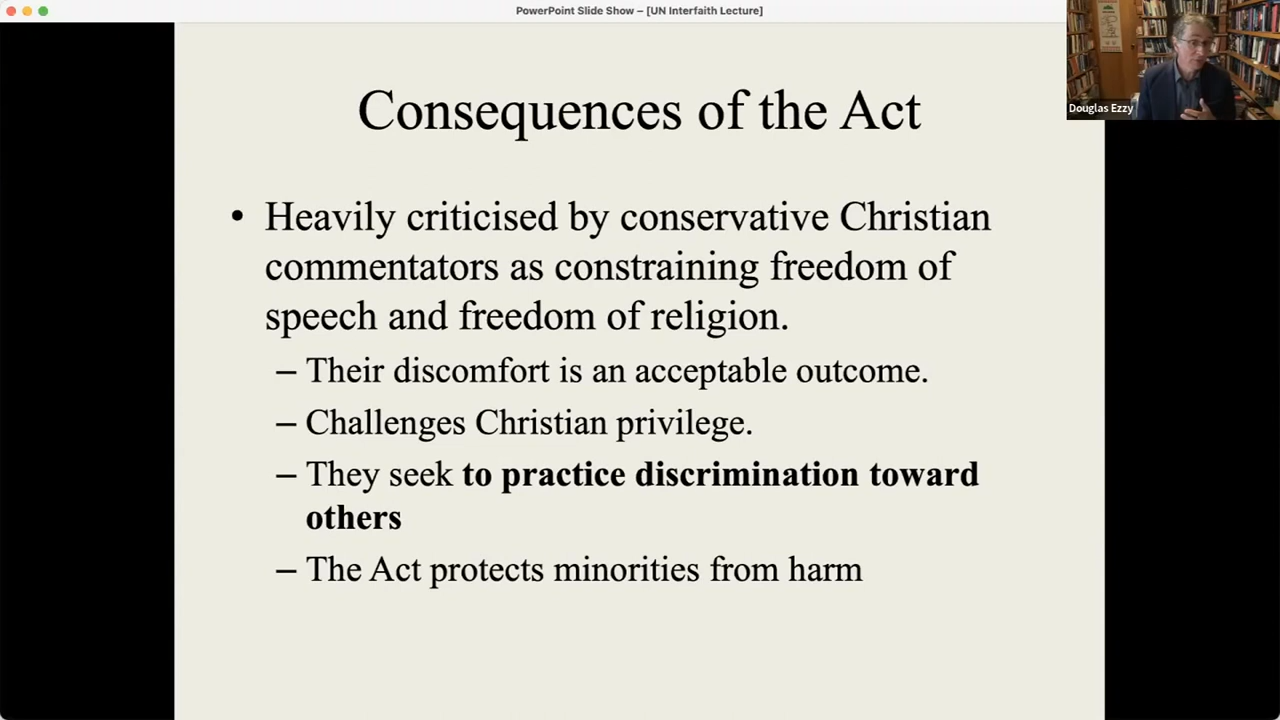 PowerPoint Slide Show – [UN Interfaith Lecture]
Douglas Ezzy
Consequences of the Act
• Heavily criticised by conservative Christian
commentators as constraining freedom of
speech and freedom of religion.
– Their discomfort is an acceptable outcome.
– Challenges Christian privilege.
– They seek to practice discrimination toward
others
– The Act protects minorities from harm